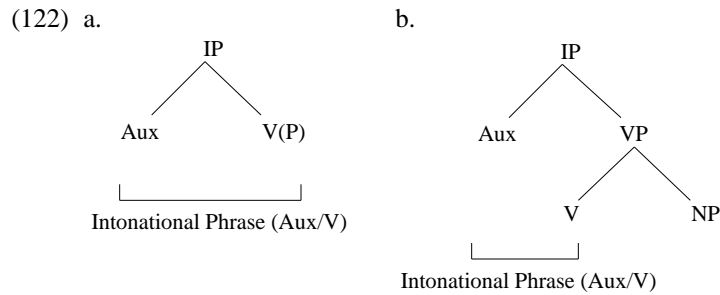 (122) a. b.
IP IP
Aux V(P) Aux VP
V NP
Intonational Phrase (Aux/V)
Intonational Phrase (Aux/V)